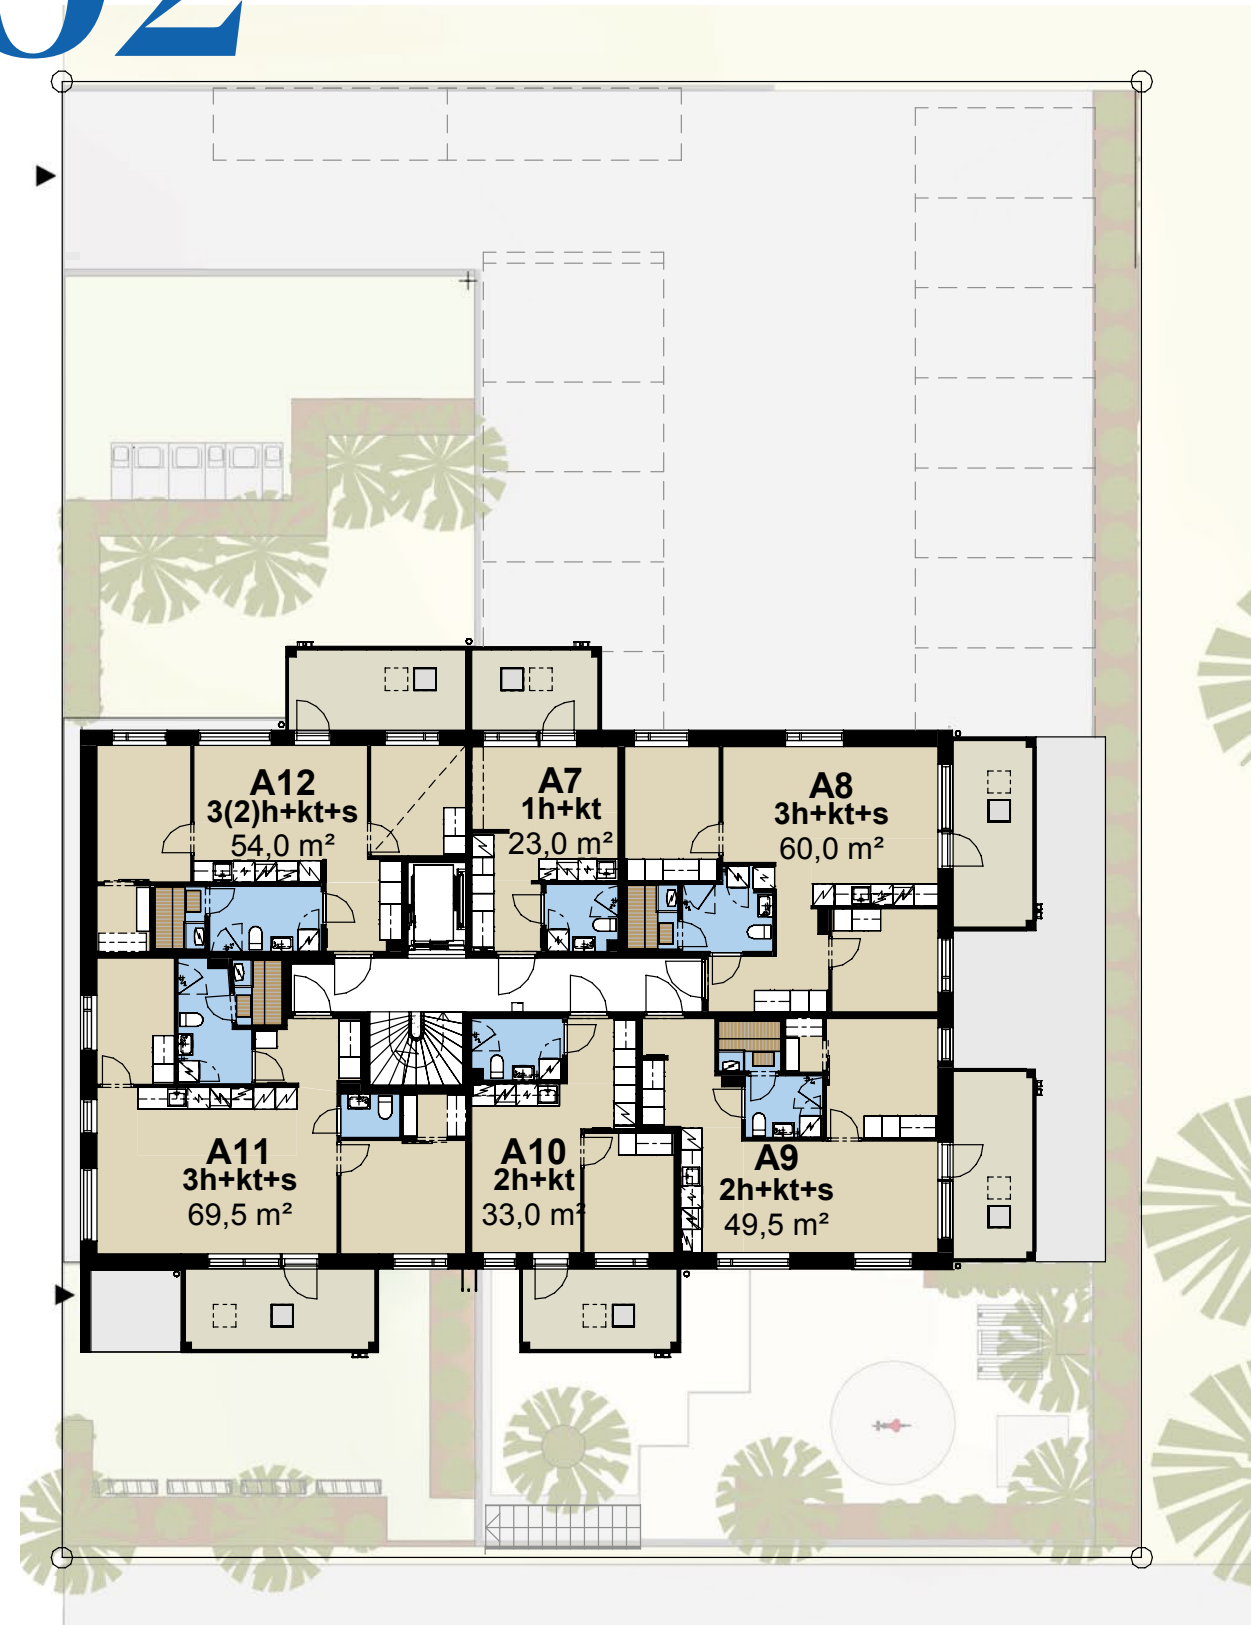 02
A12
3(2)h+kt+s
54,0 m²
A7
1h+kt
23,0 m²
A8
3h+kt+s
60,0 m²
A11
3h+kt+s
69,5 m²
A10
2h+kt
33,0 m²
A9
2h+kt+s
49,5 m²